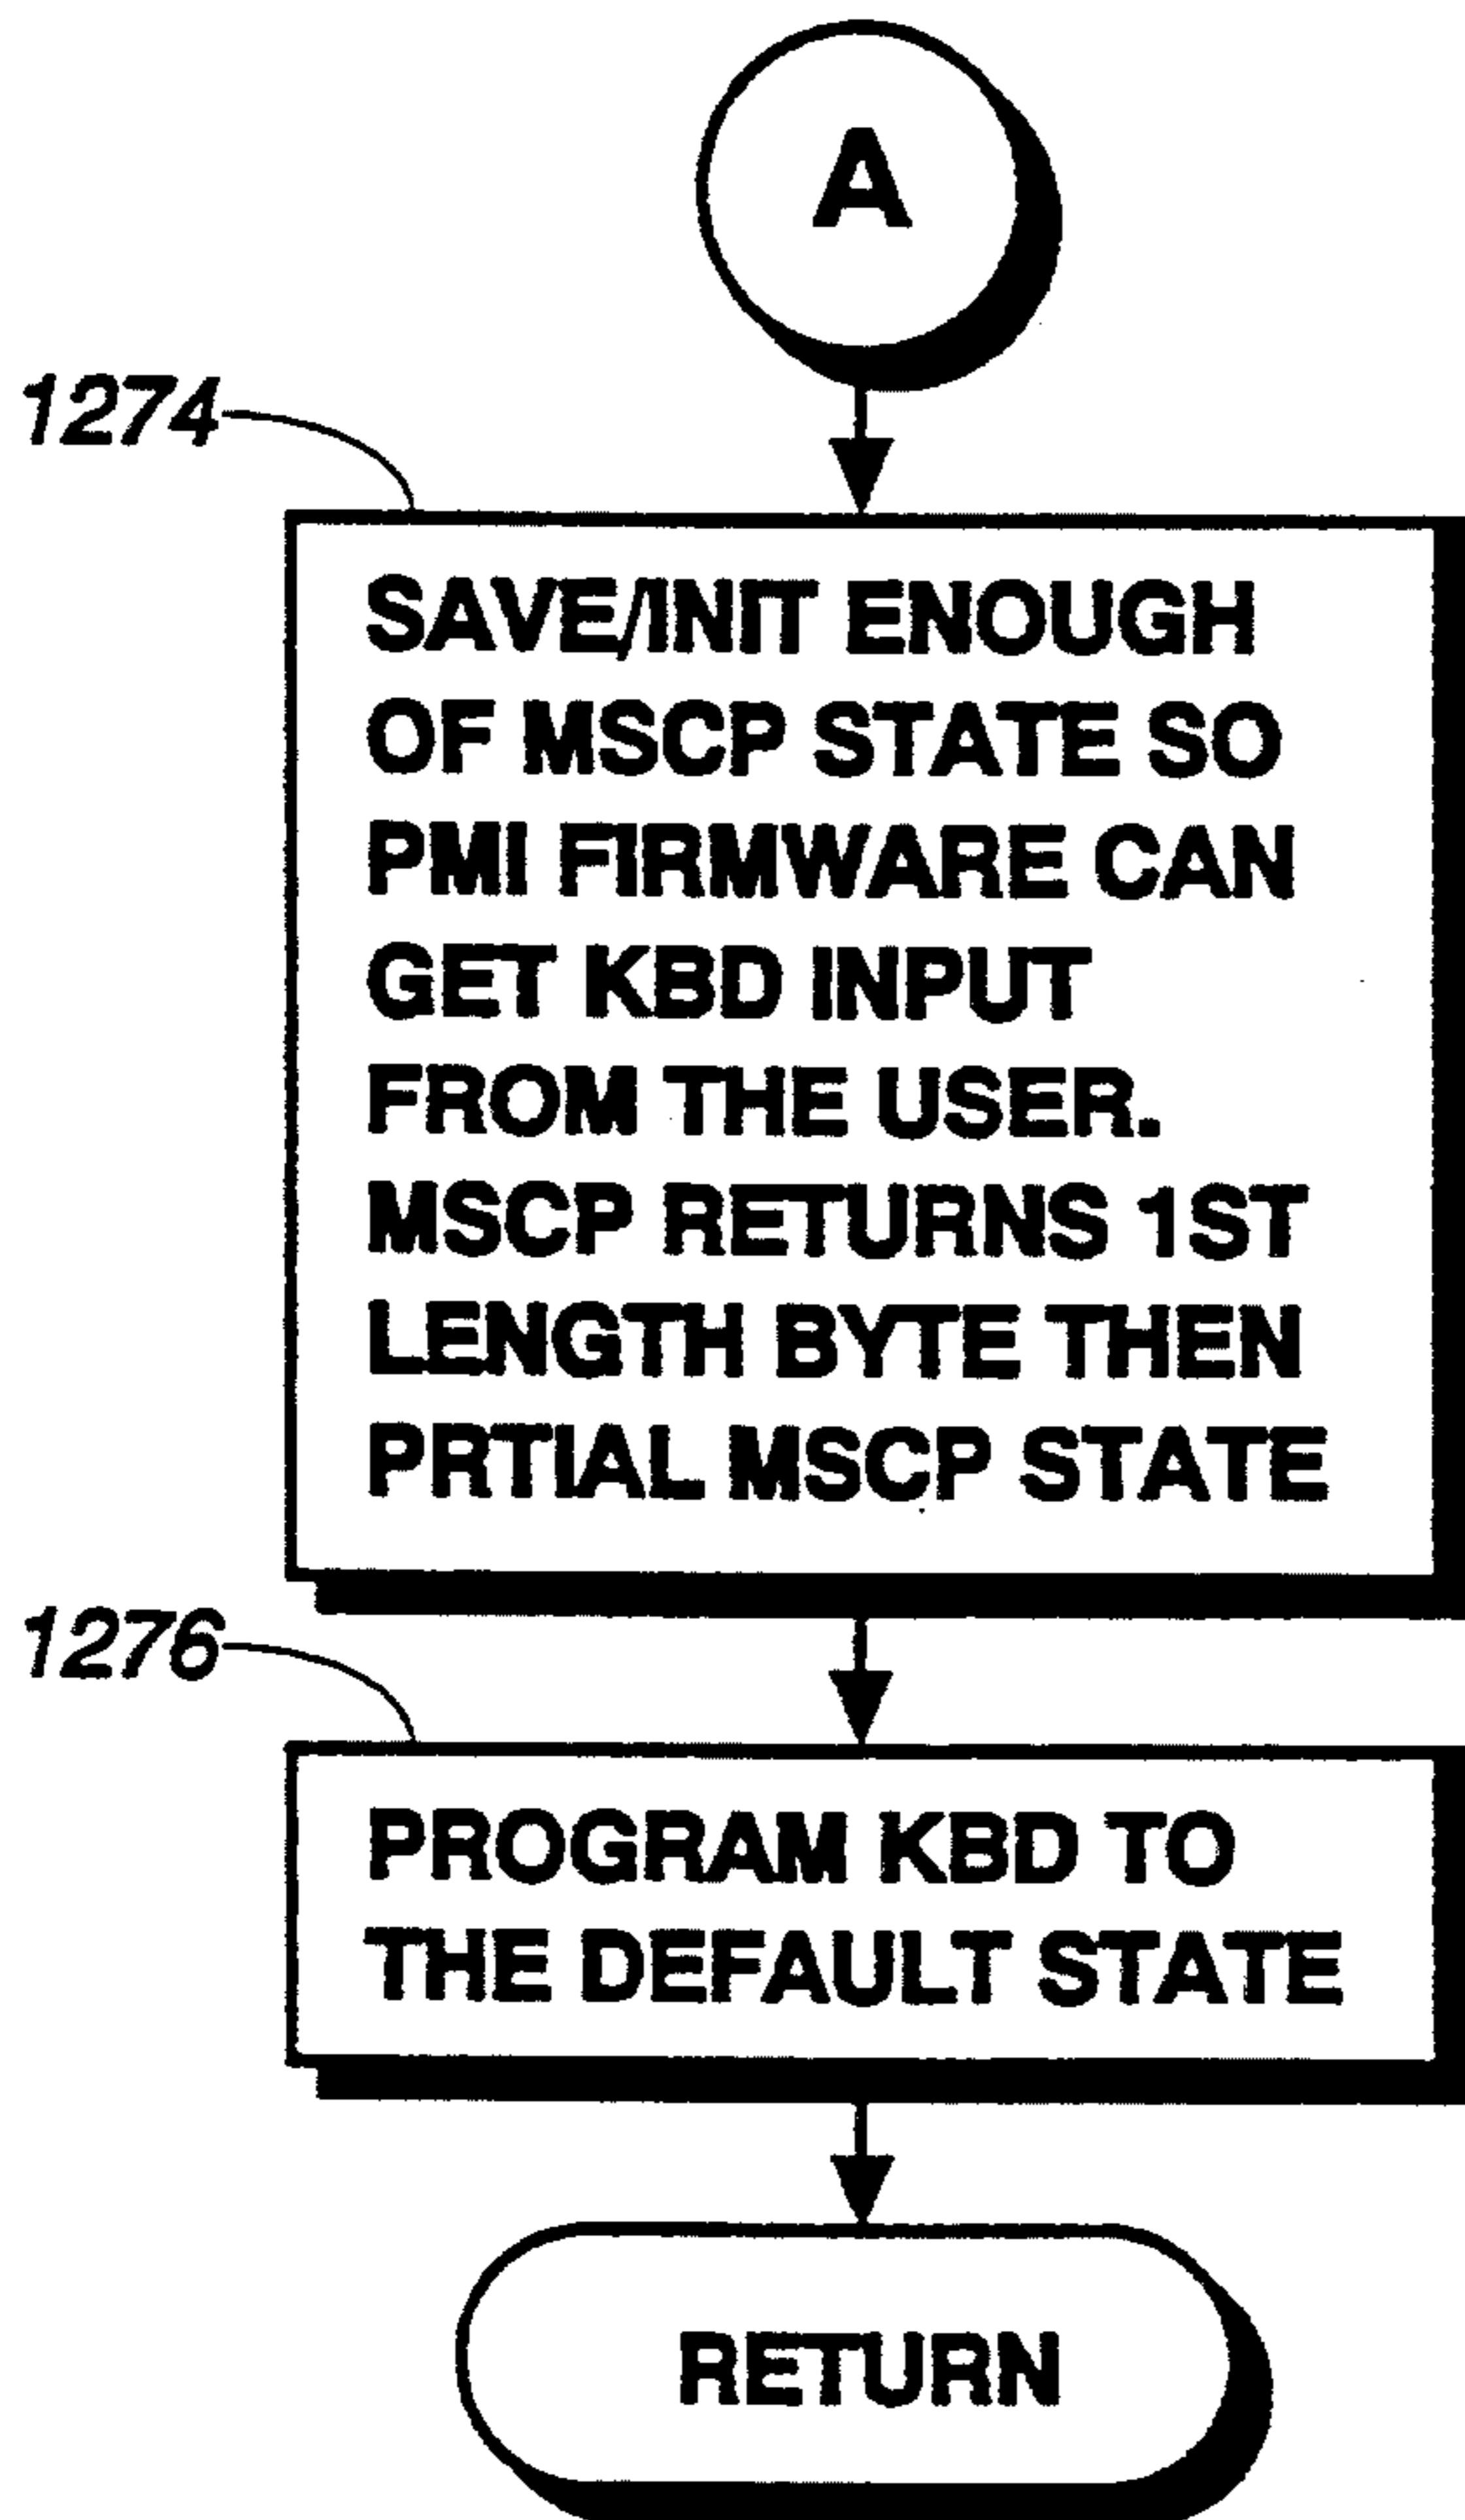 A
1274
SAVE/INIT ENOUGH
OF MSCP STATE SO
PMI FIRMWARE CAN
GET KBD INPUT
FROM THE USER.
MSCP RETURNS 1ST
LENGTH BYTE THEN
PRTIAL MSCP STATE
1276
PROGRAM KBD TO
THE DEFAULT STATE
RETURN